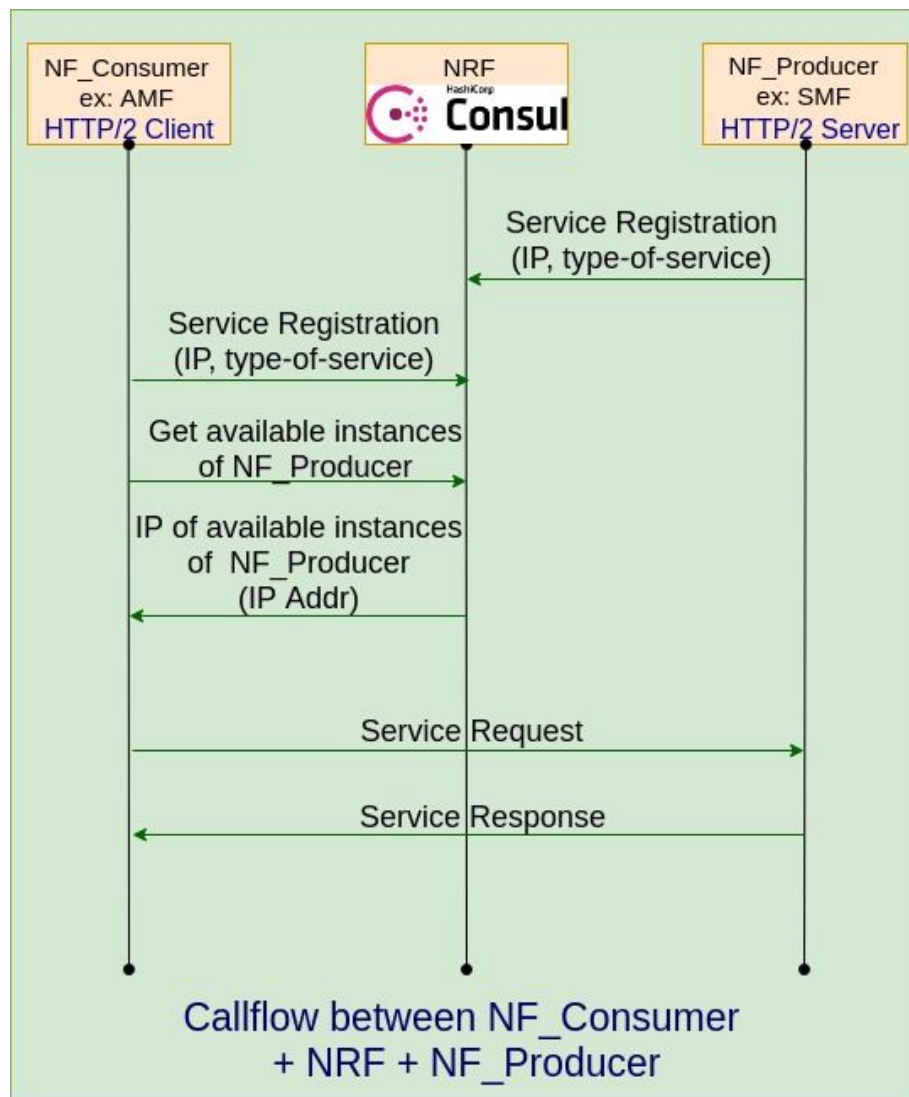 NF_Consumer
ex: AMF
HTTP/2 Client
NRF
HashiCorp
Consul
NF_Producer
ex: SMF
HTTP/2 Server
Service Registration
(IP, type-of-service)
Service Registration
(IP, type-of-service)
Get available instances
of NF_Producer
IP of available instances
of NF_Producer
(IP Addr)
Service Request
Service Response
Callflow between NF_Consumer
+ NRF + NF_Producer